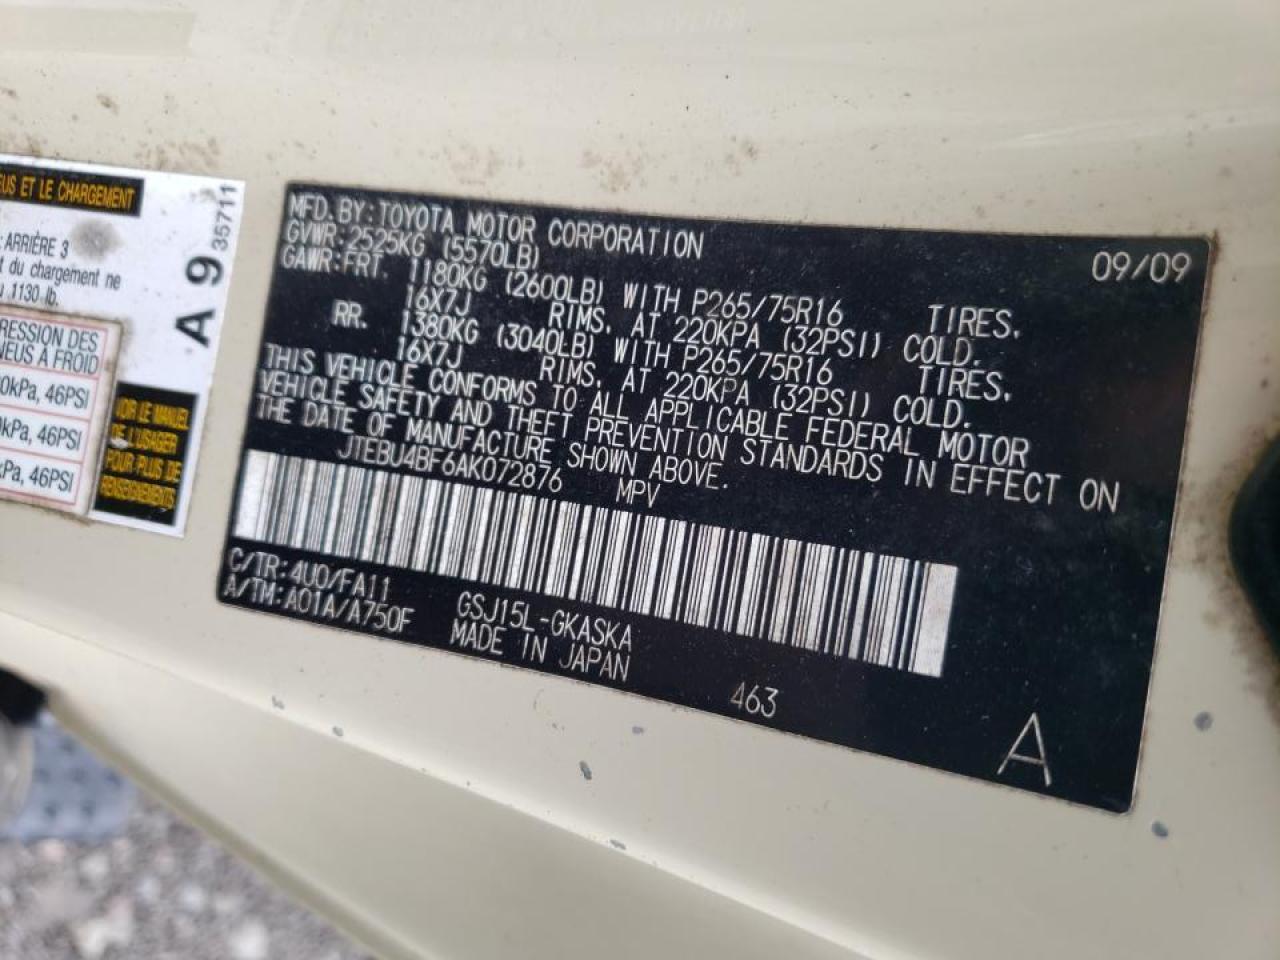 EUS ET LE CHARGEMENT
ARRIÈRE 3
t du chargement ne
1130 lb.
RESSION DES
NEUS À FROID
0kPa, 46PSI
kPa, 46PSI
kPa, 46PSI
VOIR LE MANUEL
DE L'USAGER
POUR PLUS DE
RENSEIGNEMENTS
A 9 35711
MFD. BY: TOYOTA MOTOR CORPORATION 09/09
GVWR: 2525KG (5570LB)
GAWR: FRT. 1180KG (2600LB) WITH P265/75R16 TIRES,
16X7J RIMS, AT 220KPA (32PSI) COLD.
RR. 1380KG (3040LB) WITH P265/75R16 TIRES,
16X7J RIMS, AT 220KPA (32PSI) COLD.
THIS VEHICLE CONFORMS TO ALL APPLICABLE FEDERAL MOTOR
VEHICLE SAFETY AND THEFT PREVENTION STANDARDS IN EFFECT ON
THE DATE OF MANUFACTURE SHOWN ABOVE.
JTEBU4BF6AK072876 MPV
C/TR: 4U0/FA11
A/TM: A01A/A750F GSJ15L-GKASKA
MADE IN JAPAN
463
A